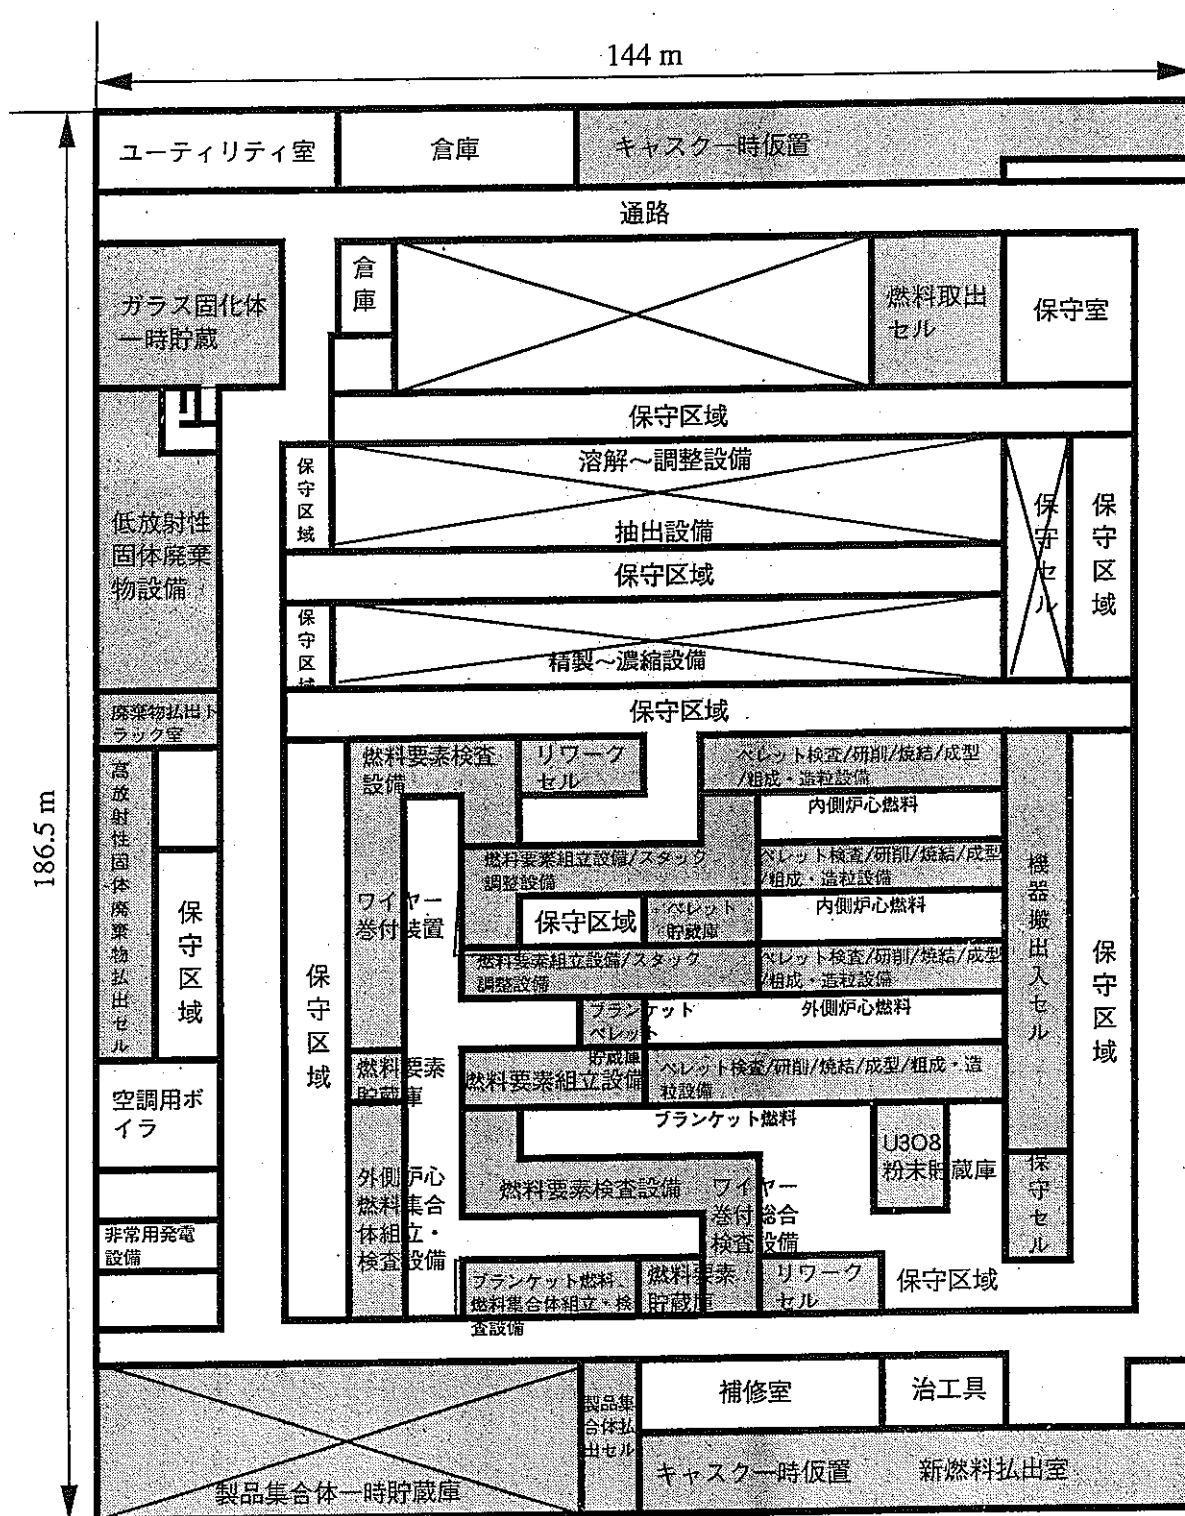 144 m
186.5 m
ユーティリティ室
倉庫
キャスク一時仮置
通路
ガラス固化体
一時貯蔵
倉
庫
燃料取出
セル
保守室
保守区域
保守区域
溶解～調整設備
抽出設備
保守セル
保守区域
低放射性
固体廃棄
物設備
保守区域
保守区域
精製～濃縮設備
保守区域
廃棄物払出ト
ラック室
高放射性固体廃棄物払出セル
保守区域
保守区域
燃料要素検査
設備
リワーク
セル
ペレット検査/研削/焼結/成型
/粗成・造粒設備
内側炉心燃料
燃料要素組立設備/スタック
調整設備
ペレット検査/研削/焼結/成型
/粗成・造粒設備
機器搬出入セル
保守区域
ワイヤー
巻付装置
保守区域
ペレット
貯蔵庫
内側炉心燃料
燃料要素組立設備/スタック
調整設備
ペレット検査/研削/焼結/成型
/粗成・造粒設備
ブランケット
ペレット
貯蔵庫
外側炉心燃料
燃料要素
貯蔵庫
燃料要素組立設備
ペレット検査/研削/焼結/成型/粗成・造
粒設備
空調用ボ
イラ
ブランケット燃料
U3O8
粉末貯蔵庫
保守セル
外側炉心
燃料集合
体組立・
検査設備
燃料要素検査設備
ワイヤー
巻付総合
検査設備
非常用発電
設備
ブランケット燃料、
燃料集合体組立・検
査設備
燃料要素
貯蔵庫
リワーク
セル
保守区域
製品集合体一時貯蔵庫
製品集
合体払
出セル
補修室
治工具
キャスク一時仮置
新燃料払出室